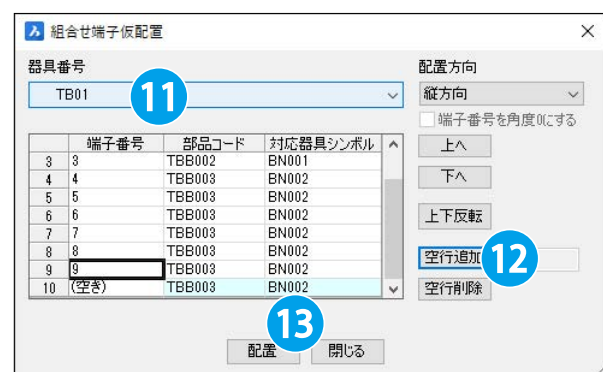 組合せ端子仮配置
器具番号
TB01
11
配置方向
縦方向
端子番号を角度0にする
端子番号 部品コード 対応器具シンボル
3 3 TBB002 BN001
4 4 TBB003 BN002
5 5 TBB003 BN002
6 6 TBB003 BN002
7 7 TBB003 BN002
8 8 TBB003 BN002
9 9 TBB003 BN002
10 (空き) TBB003 BN002
上へ
下へ
上下反転
空行追加
12
空行削除
13
配置
閉じる